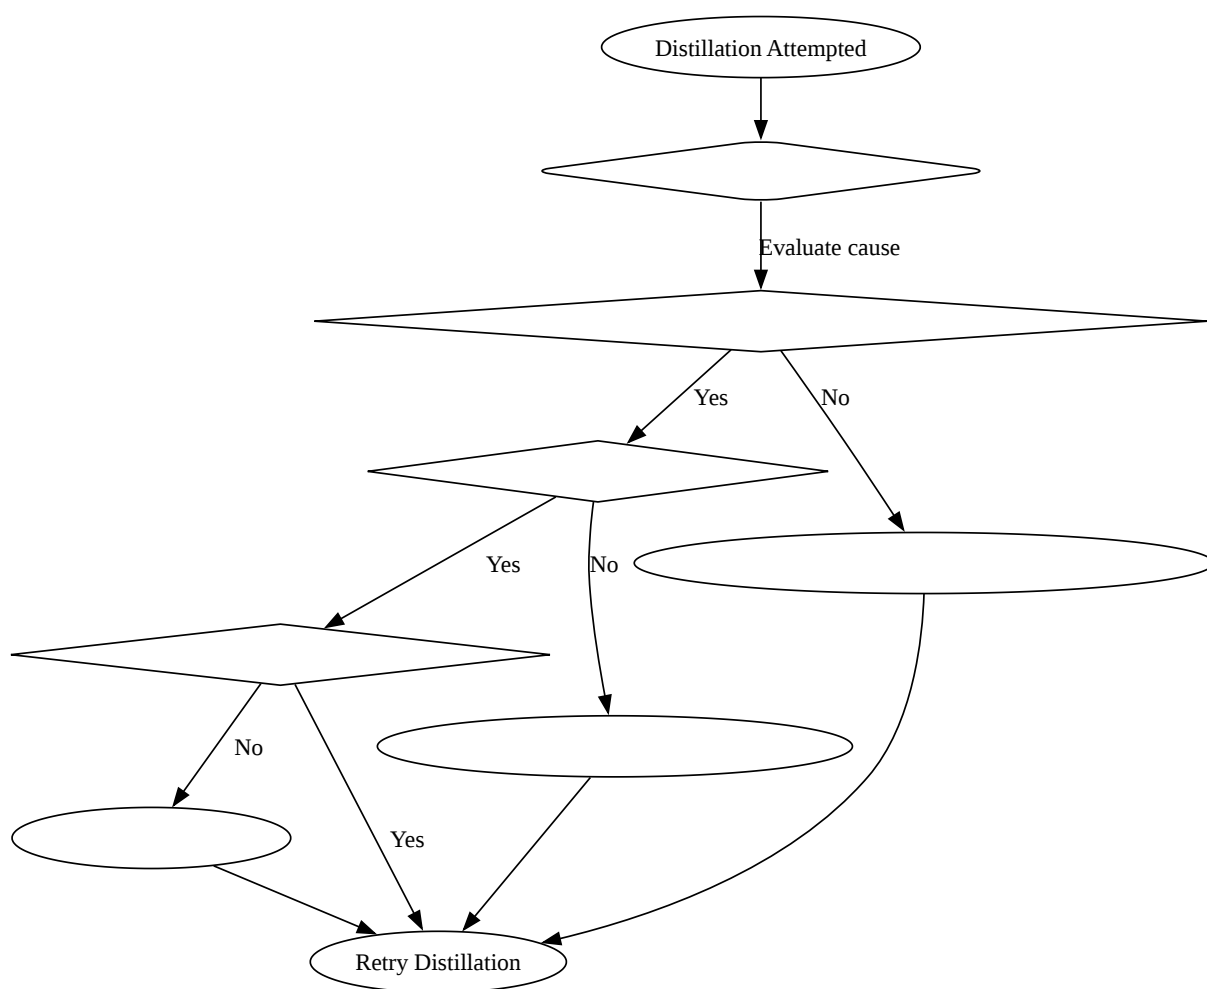 Distillation Attempted
Evaluate cause
Yes
No
Yes
No
No
Yes
Retry Distillation